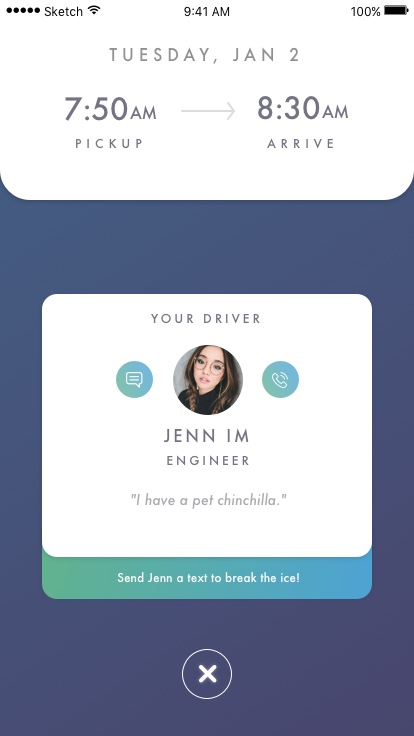 ●●●●● Sketch 9:41 AM 100%
TUESDAY, JAN 2
7:50AM 8:30AM
PICKUP ARRIVE
YOUR DRIVER
JENN IM
ENGINEER
"I have a pet chinchilla."
Send Jenn a text to break the ice!